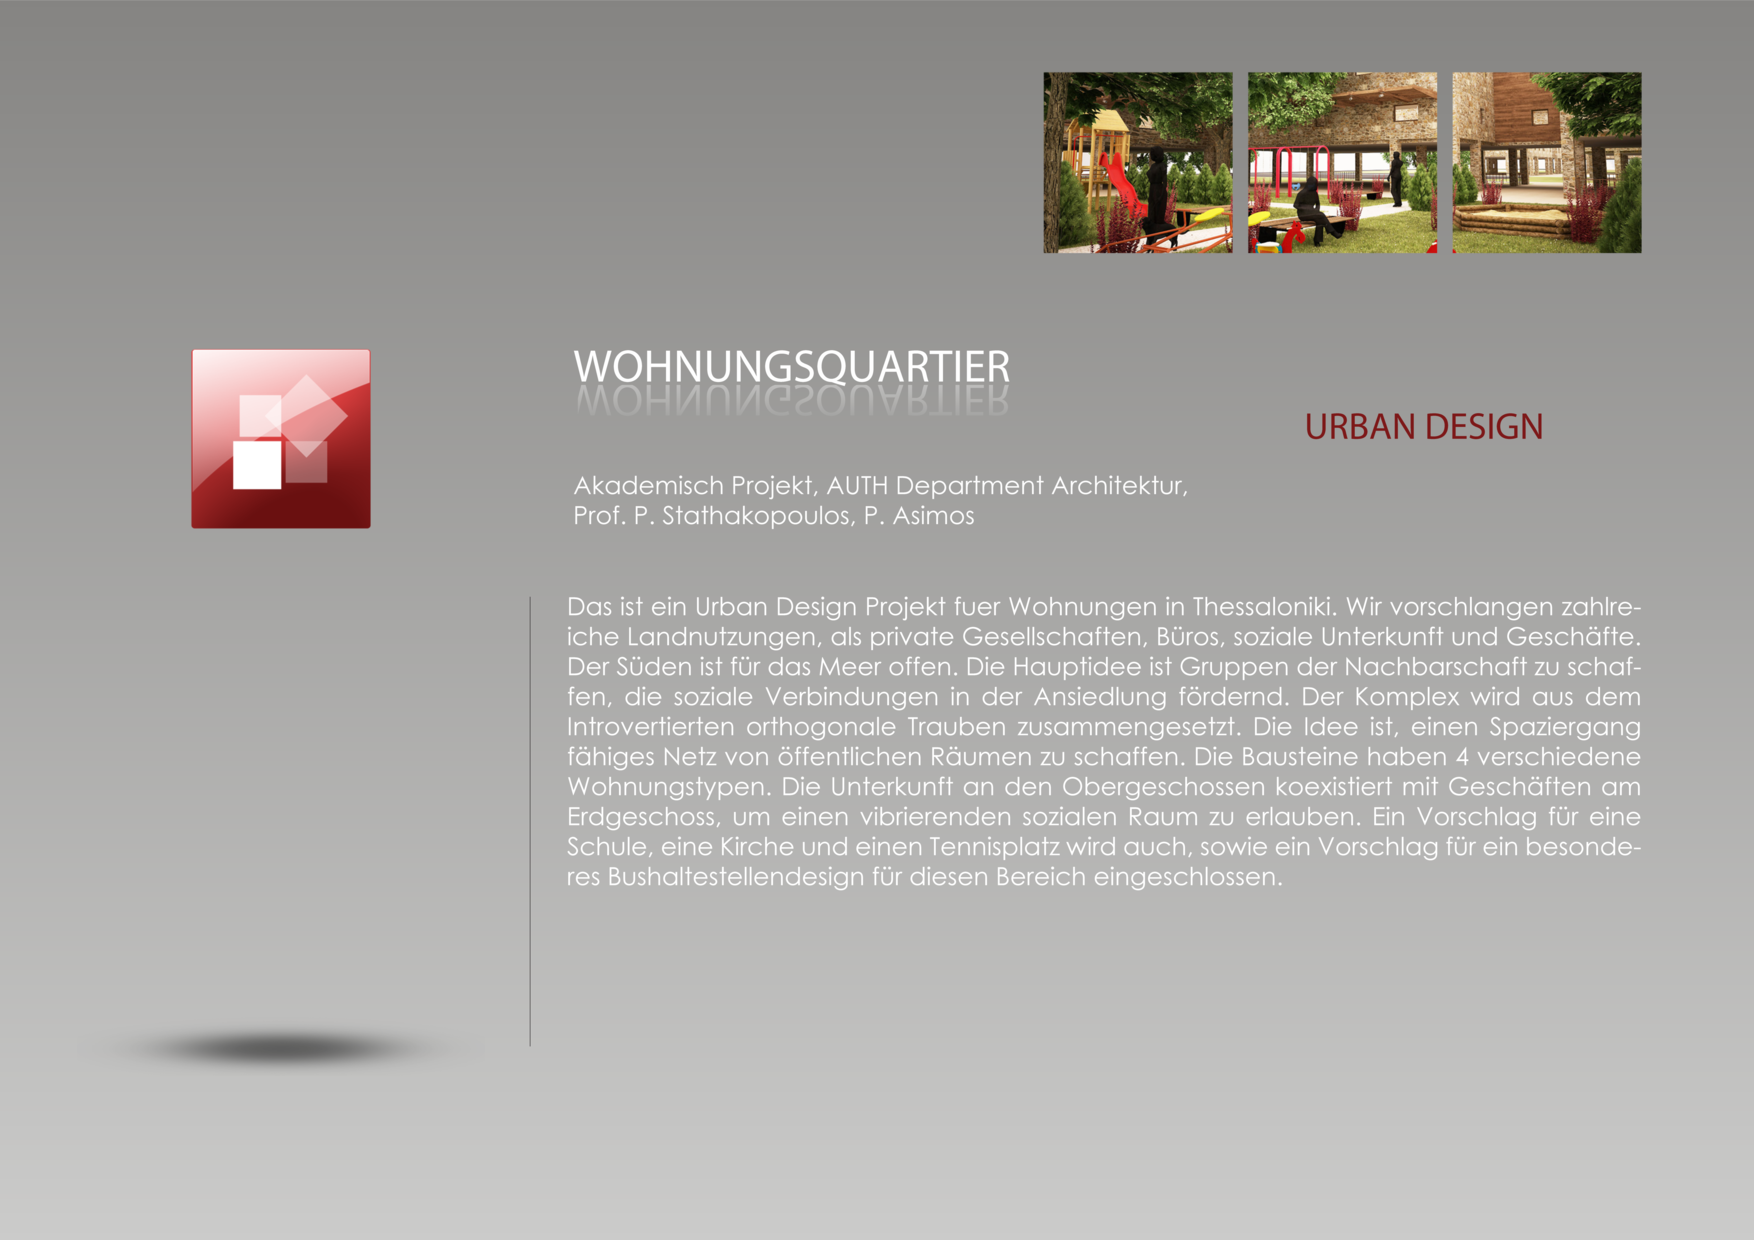 WOHNUNGSQUARTIER
URBAN DESIGN
Akademisch Projekt, AUTH Department Architektur,
Prof. P. Stathakopoulos, P. Asimos
Das ist ein Urban Design Projekt fuer Wohnungen in Thessaloniki. Wir vorschlangen zahlre-
iche Landnutzungen, als private Gesellschaften, Büros, soziale Unterkunft und Geschäfte.
Der Süden ist für das Meer offen. Die Hauptidee ist Gruppen der Nachbarschaft zu schaf-
fen, die soziale Verbindungen in der Ansiedlung fördernd. Der Komplex wird aus dem
Introvertierten orthogonale Trauben zusammengesetzt. Die Idee ist, einen Spaziergang
fähiges Netz von öffentlichen Räumen zu schaffen. Die Bausteine haben 4 verschiedene
Wohnungstypen. Die Unterkunft an den Obergeschossen koexistiert mit Geschäften am
Erdgeschoss, um einen vibrierenden sozialen Raum zu erlauben. Ein Vorschlag für eine
Schule, eine Kirche und einen Tennisplatz wird auch, sowie ein Vorschlag für ein besonde-
res Bushaltestellendesign für diesen Bereich eingeschlossen.